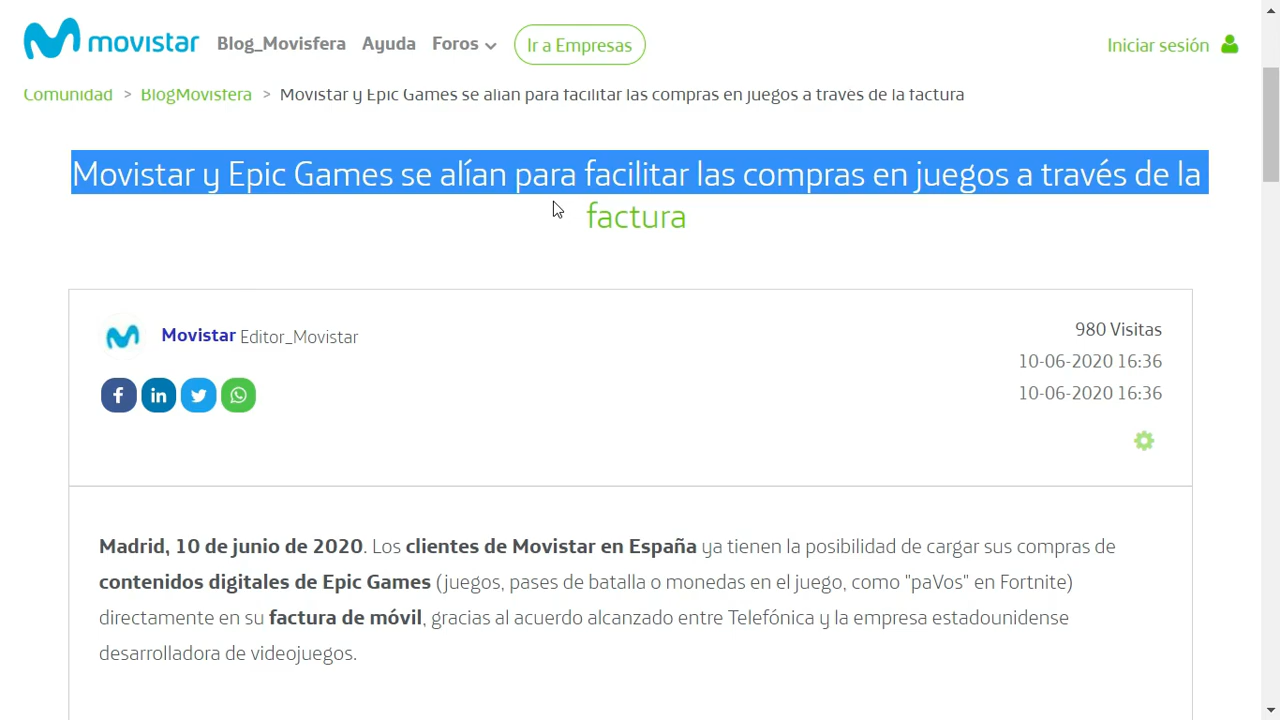 movistar Blog_Movisfera Ayuda Foros Ir a Empresas Iniciar sesión
Comunidad > BlogMovisfera > Movistar y Epic Games se alían para facilitar las compras en juegos a través de la factura
Movistar y Epic Games se alían para facilitar las compras en juegos a través de la
factura
Movistar Editor_Movistar
980 Visitas
10-06-2020 16:36
10-06-2020 16:36
Madrid, 10 de junio de 2020. Los clientes de Movistar en España ya tienen la posibilidad de cargar sus compras de
contenidos digitales de Epic Games (juegos, pases de batalla o monedas en el juego, como "paVos" en Fortnite)
directamente en su factura de móvil, gracias al acuerdo alcanzado entre Telefónica y la empresa estadounidense
desarrolladora de videojuegos.